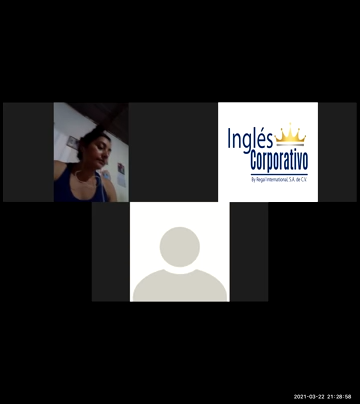 Inglés
Corporativo
By Regal International, S.A. de C.V.
2021-03-22 21:28:58